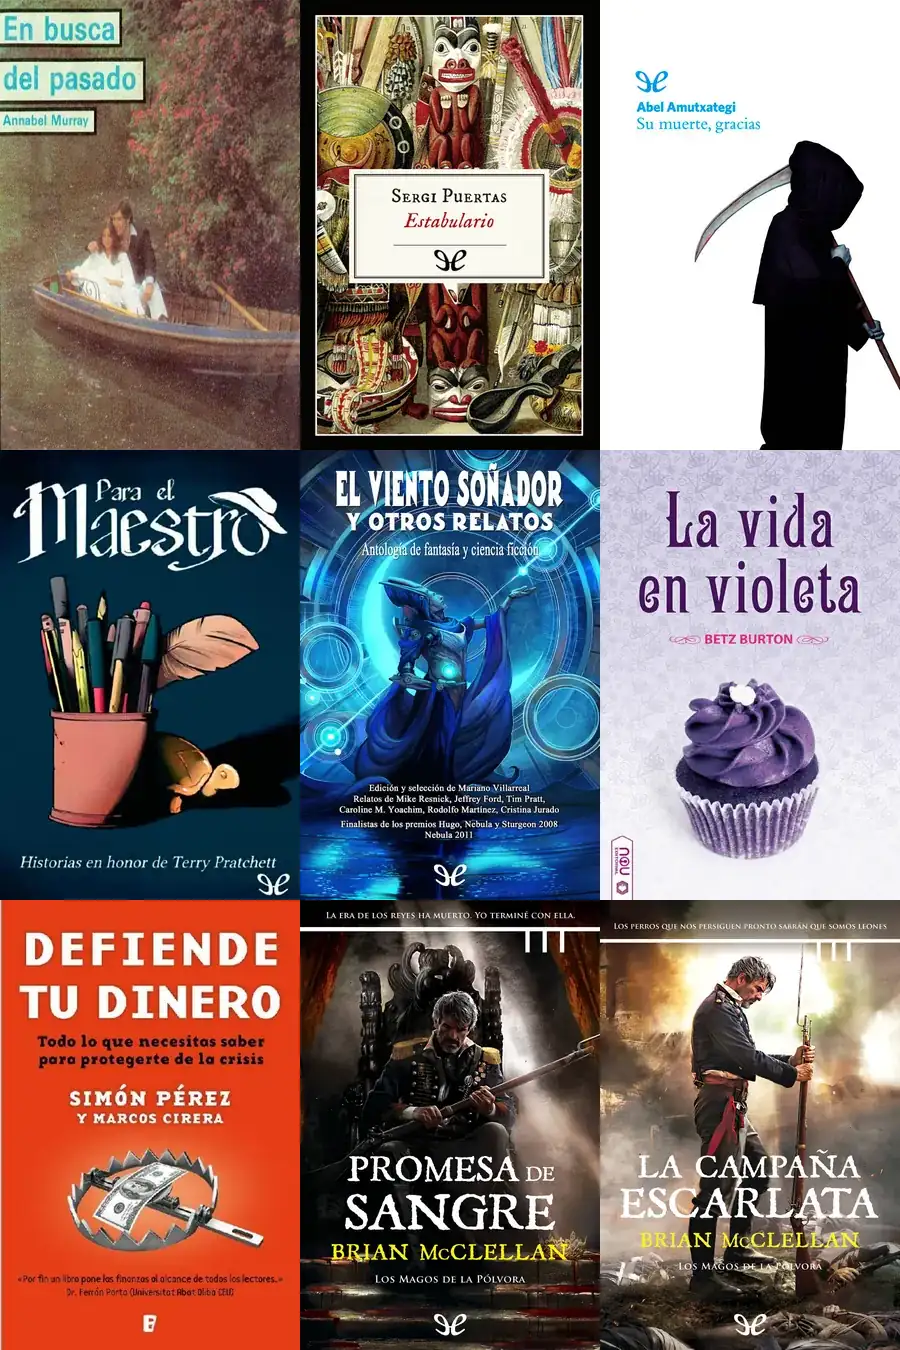 En busca
del pasado
Annabel Murray
SERGI PUERTAS
Estabulario
Abel Amutxategi
Su muerte, gracias
Para el
Maestro
Historias en honor de Terry Pratchett
EL VIENTO SOÑADOR
Y OTROS RELATOS
Antología de fantasía y ciencia ficción
Edición y selección de Mariano Villarreal
Relatos de Mike Resnick, Jeffrey Ford, Tim Pratt,
Caroline M. Yoachim, Rodolfo Martínez, Cristina Jurado
Finalistas de los premios Hugo, Nebula y Sturgeon 2008
Nebula 2011
La vida
en violeta
BETZ BURTON
DEFIENDE
TU DINERO
Todo lo que necesitas saber
para protegerte de la crisis
SIMÓN PÉREZ
Y MARCOS CIRERA
«Por fin un libro pone las finanzas al alcance de todos los lectores.»
Dr. Ferrán Porta (Universitat Abat Oliba CEU)
B
LA ERA DE LOS REYES HA MUERTO. YO TERMINÉ CON ELLA.
PROMESA DE
SANGRE
BRIAN MCCLELLAN
LOS MAGOS DE LA PÓLVORA
LOS PERROS QUE NOS PERSIGUEN PRONTO SABRÁN QUE SOMOS LEONES
LA CAMPAÑA
ESCARLATA
BRIAN MCCLELLAN
LOS MAGOS DE LA PÓLVORA